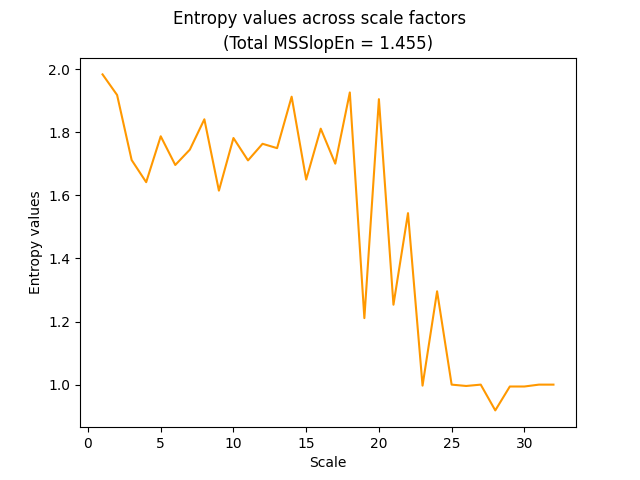 Entropy values across scale factors
(Total MSSlopEn = 1.455)
2.0
1.8
1.6
1.4
1.2
1.0
Entropy values
0 5 10 15 20 25 30
Scale